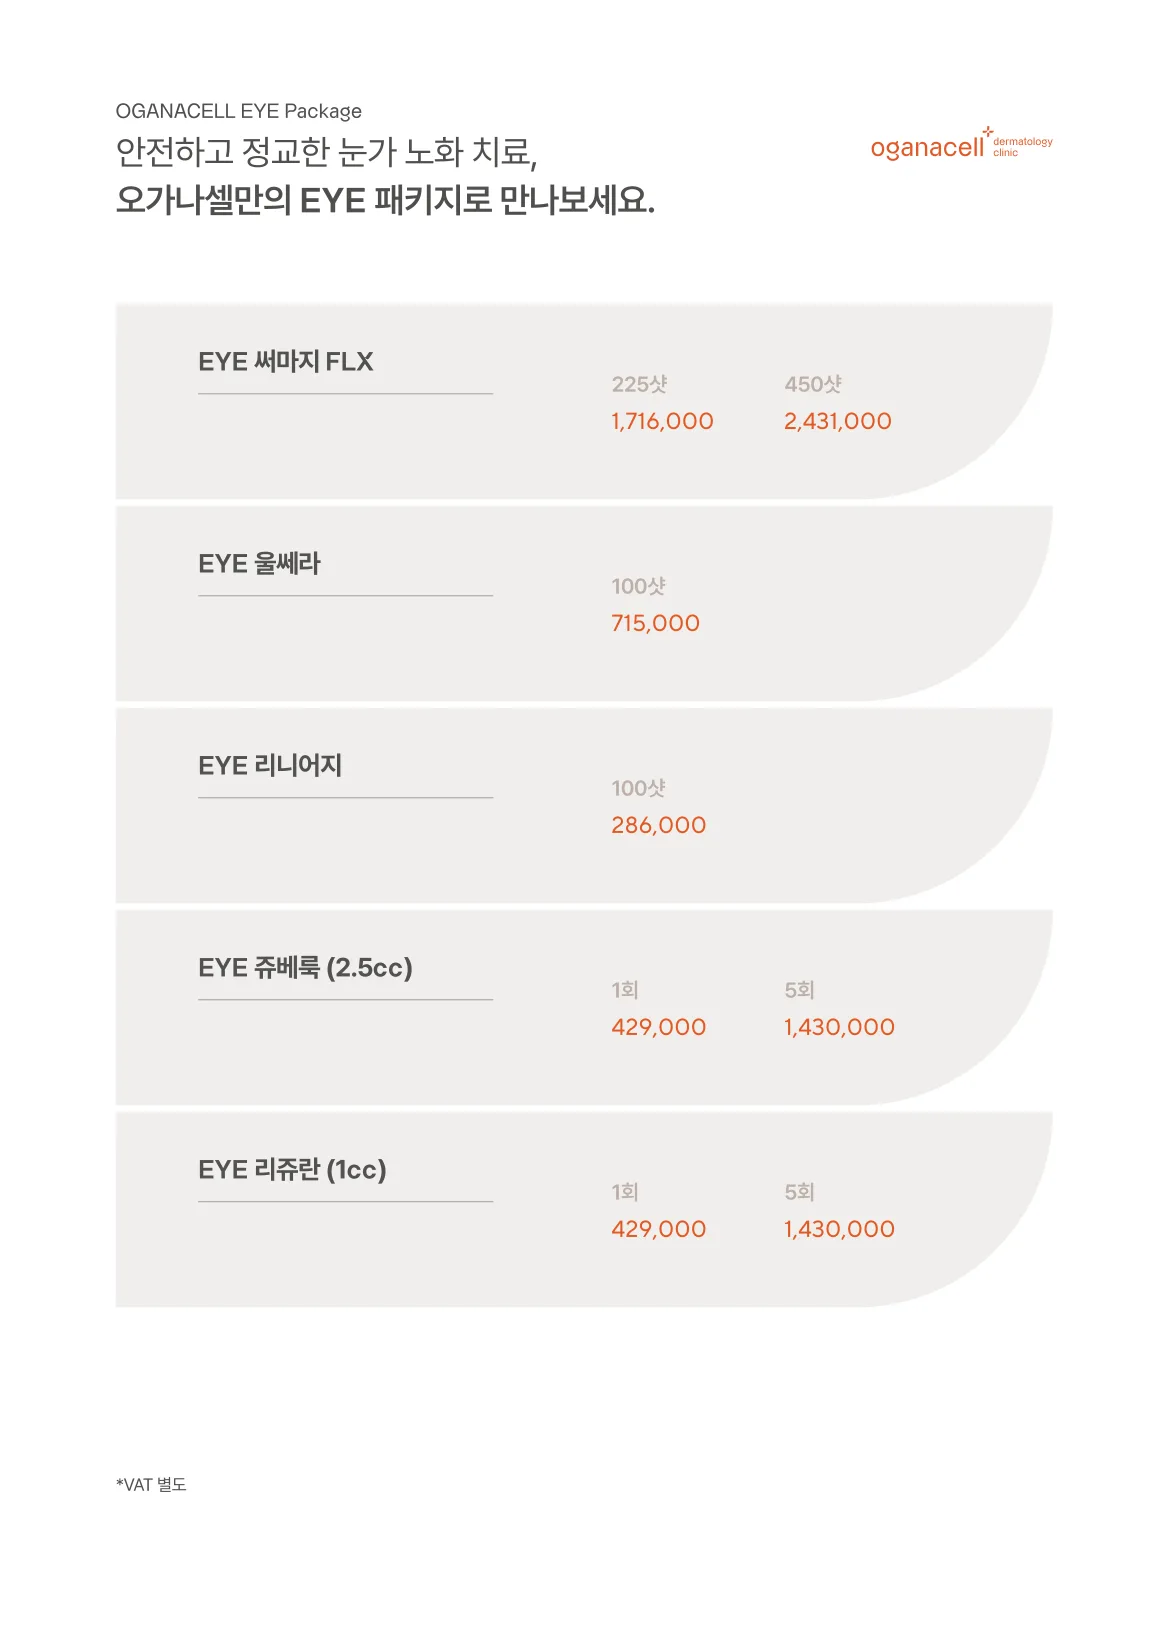 OGANACELL EYE Package
안전하고 정교한 눈가 노화 치료,
오가나셀만의 EYE 패키지로 만나보세요.
oganacell dermatology
clinic
EYE 써마지 FLX
225샷 450샷
1,716,000 2,431,000
EYE 울쎄라
100샷
715,000
EYE 리니어지
100샷
286,000
EYE 쥬베룩 (2.5cc)
1회 5회
429,000 1,430,000
EYE 리쥬란 (1cc)
1회 5회
429,000 1,430,000
*VAT 별도